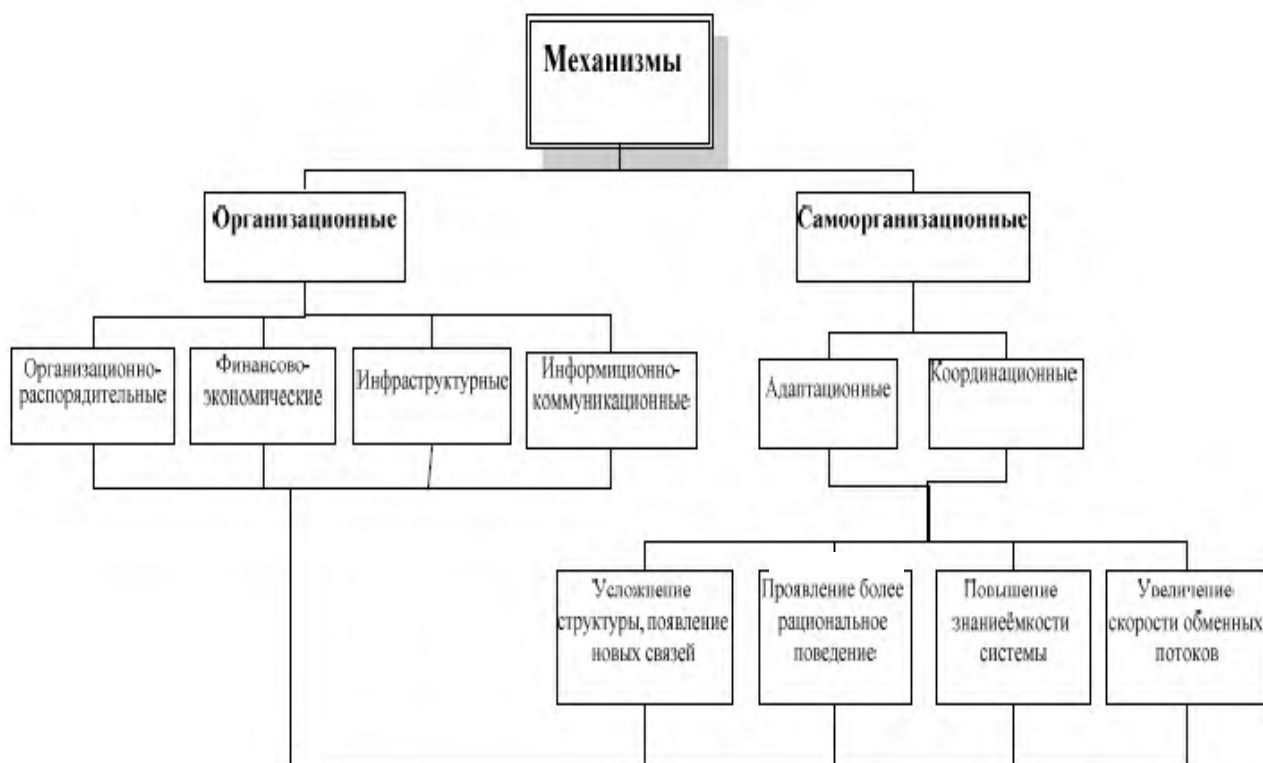 Механизмы
Организационные
Самоорганизационные
Организационно-
распорядительные
Финансово-
экономические
Инфраструктурные
Информиционно-
коммуникационные
Адаптационные
Координационные
Усложнение
структуры, появление
новых связей
Проявление более
рациональное
поведение
Повышение
знаниеёмкости
системы
Увеличение
скорости обменных
потоков